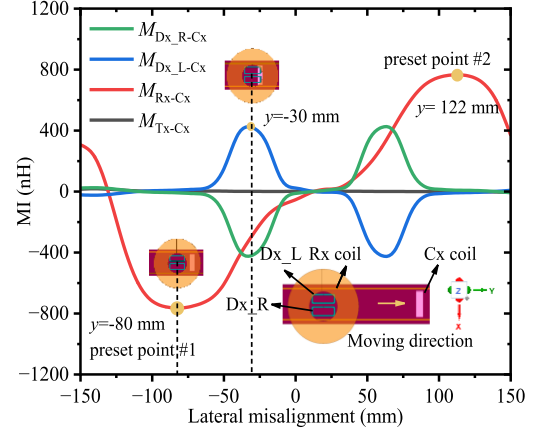 1200
800
400
0
−400
−800
−1200
MI (nH)
M_Dx_R-Cx
M_Dx_L-Cx
M_Rx-Cx
M_Tx-Cx
preset point #2
y= 122 mm
y=-30 mm
Dx_L Rx coil
Cx coil
Dx_R
Z
Y
X
y=-80 mm
preset point #1
Moving direction
−150 −100 −50 0 50 100 150
Lateral misalignment (mm)